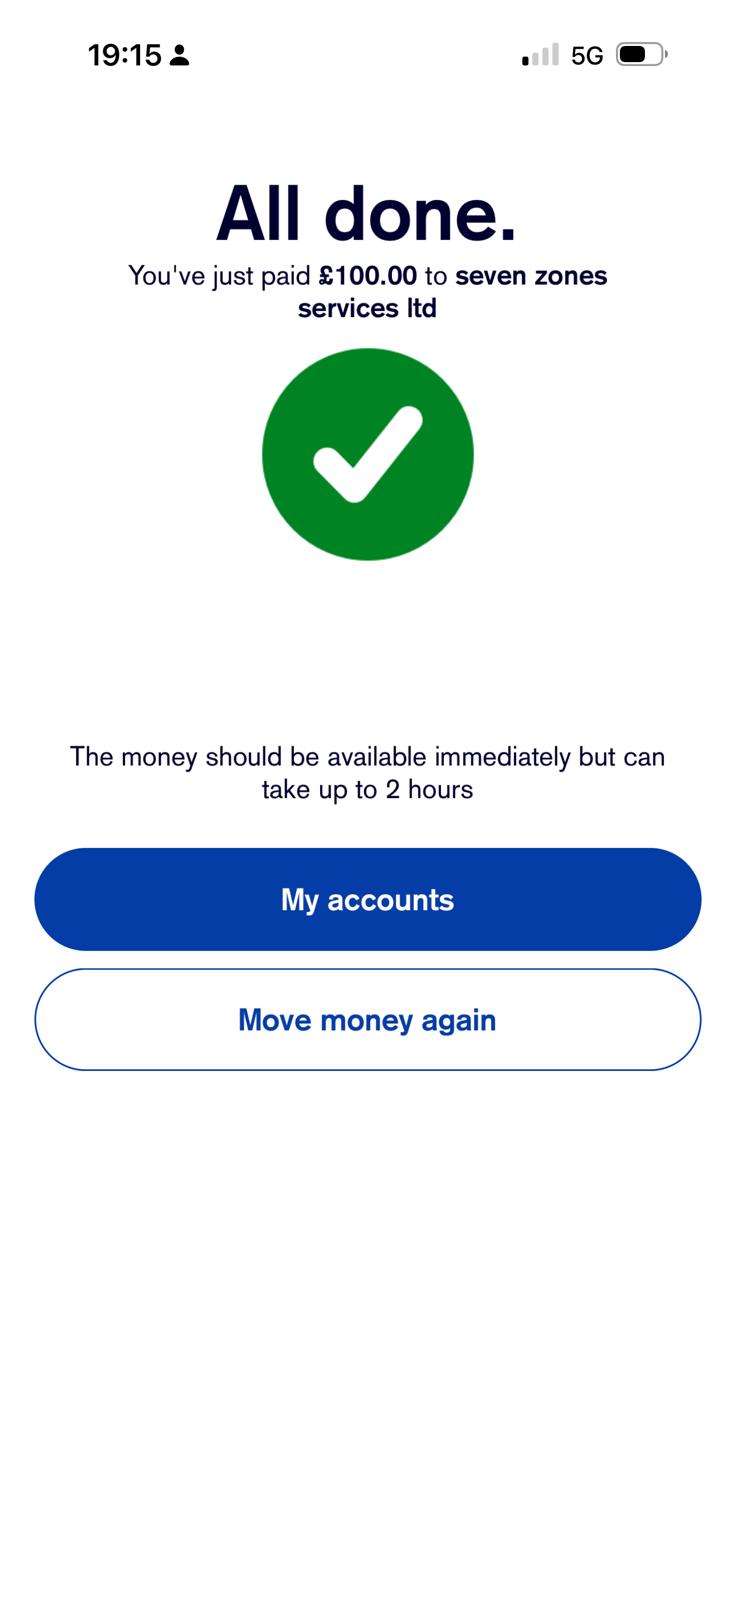 19:15
5G
All done.
You've just paid £100.00 to seven zones
services ltd
The money should be available immediately but can
take up to 2 hours
My accounts
Move money again